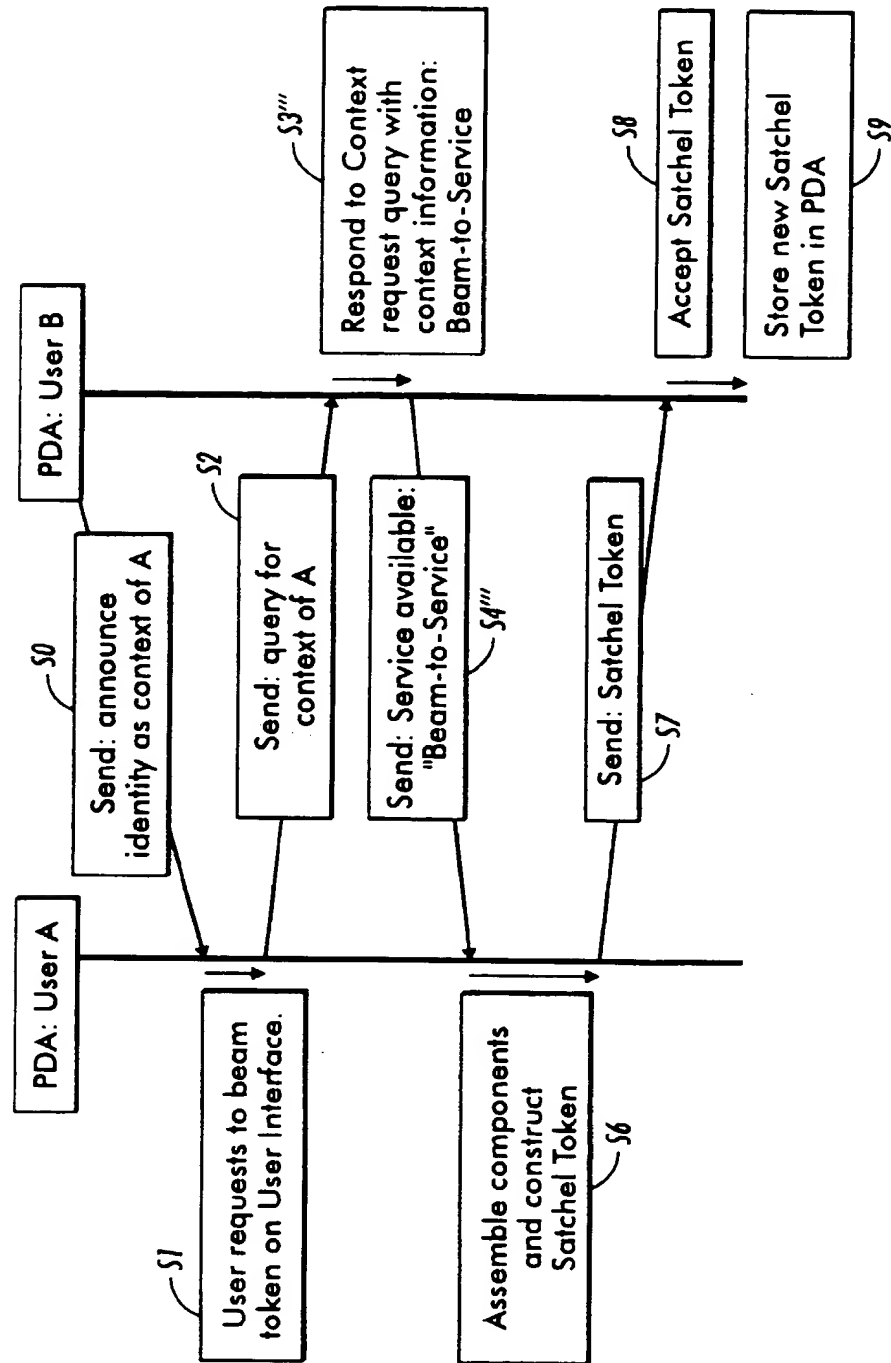 PDA: User A
PDA: User B
S0
Send: announce
identity as context of A
S1
User requests to beam
token on User Interface.
S2
Send: query for
context of A
S3'''
Respond to Context
request query with
context information:
Beam-to-Service
Send: Service available:
"Beam-to-Service"
S4'''
Assemble components
and construct
Satchel Token
S6
Send: Satchel Token
S7
S8
Accept Satchel Token
Store new Satchel
Token in PDA
S9